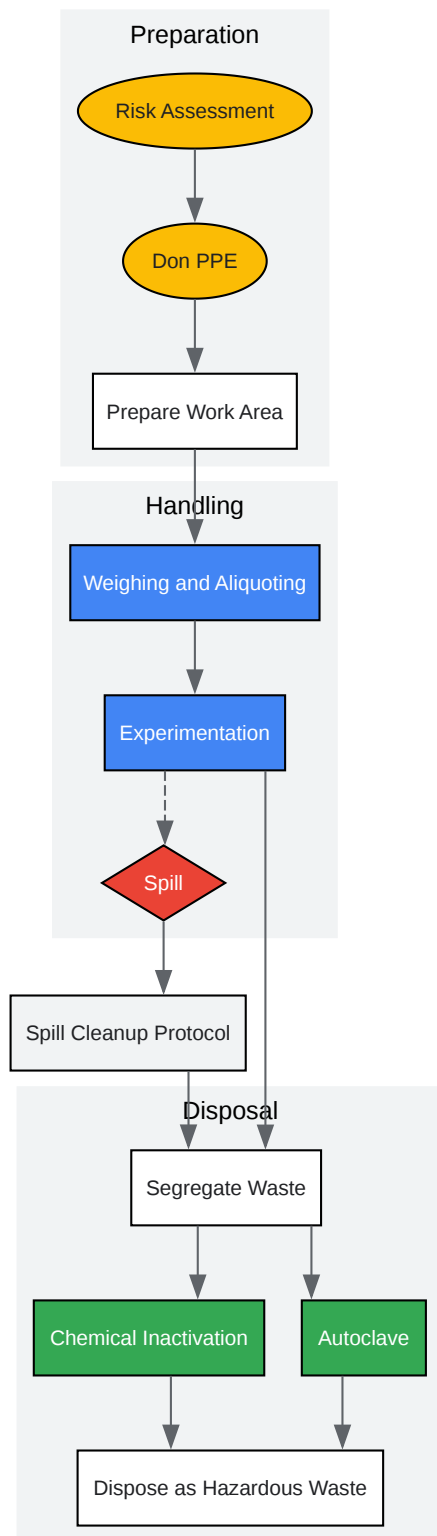 Preparation
Risk Assessment
Don PPE
Prepare Work Area
Handling
Weighing and Aliquoting
Experimentation
Spill
Spill Cleanup Protocol
Disposal
Segregate Waste
Chemical Inactivation
Autoclave
Dispose as Hazardous Waste